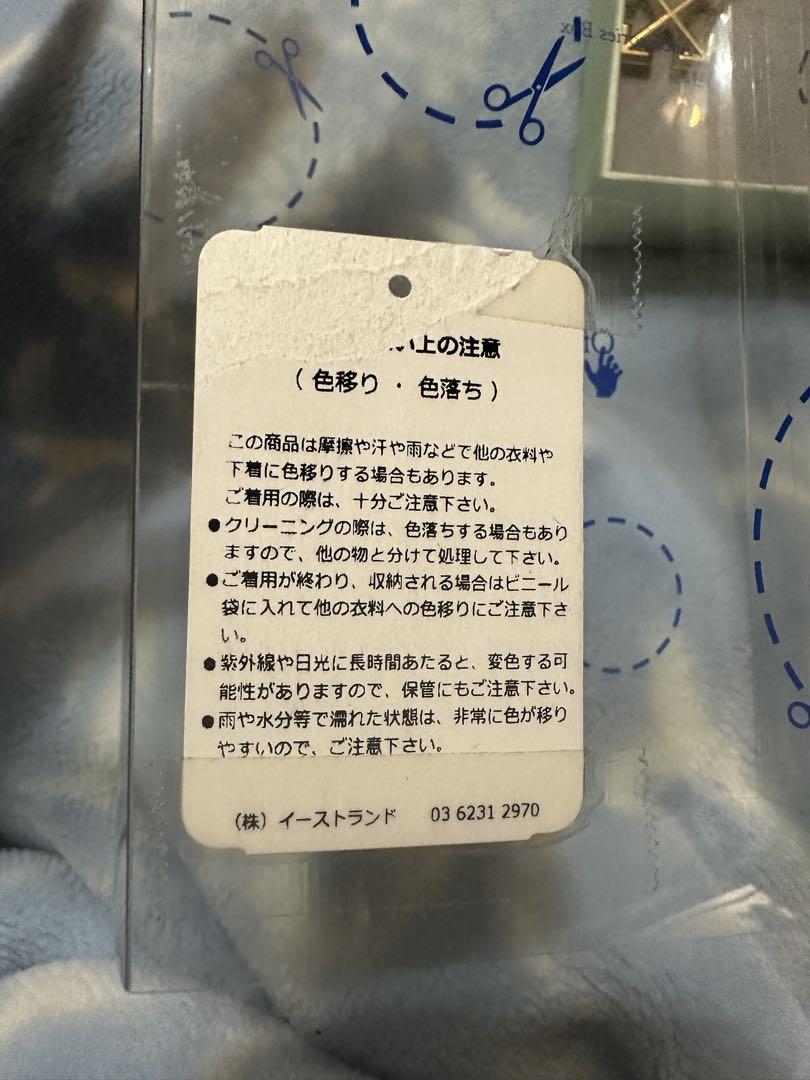 い上の注意
（ 色移り ・ 色落ち ）
この商品は摩擦や汗や雨などで他の衣料や
下着に色移りする場合もあります。
ご着用の際は、十分ご注意下さい。
●クリーニングの際は、色落ちする場合もあり
ますので、他の物と分けて処理して下さい。
●ご着用が終わり、収納される場合はビニール
袋に入れて他の衣料への色移りにご注意下さ
い。
●紫外線や日光に長時間あたると、変色する可
能性がありますので、保管にもご注意下さい。
●雨や水分等で濡れた状態は、非常に色が移り
やすいので、ご注意下さい。
（株）イーストランド 03 6231 2970